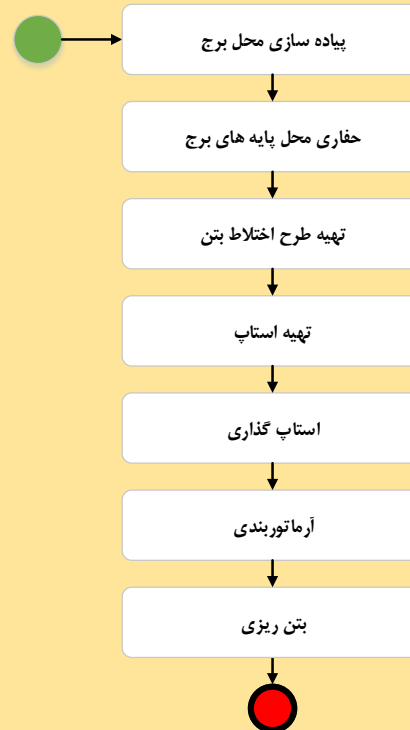 پیاده سازی محل برج
حفاری محل پایه های برج
تهیه طرح اختلاط بتن
تهیه استاپ
استاپ گذاری
آرماتوربندی
بتن ریزی